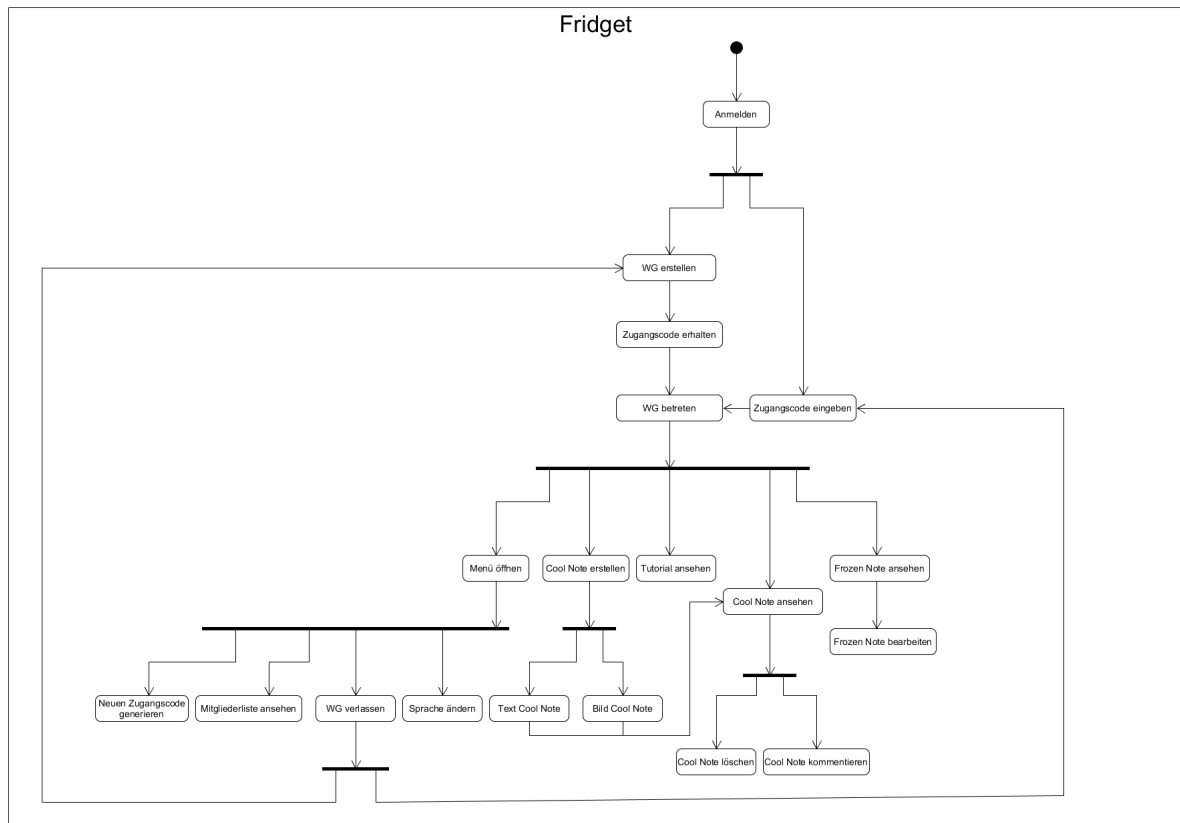 Fridget
Anmelden
WG erstellen
Zugangscode erhalten
WG betreten
Zugangscode eingeben
Menü öffnen
Cool Note erstellen
Tutorial ansehen
Frozen Note ansehen
Cool Note ansehen
Frozen Note bearbeiten
Neuen Zugangscode
generieren
Mitgliederliste ansehen
WG verlassen
Sprache ändern
Text Cool Note
Bild Cool Note
Cool Note löschen
Cool Note kommentieren